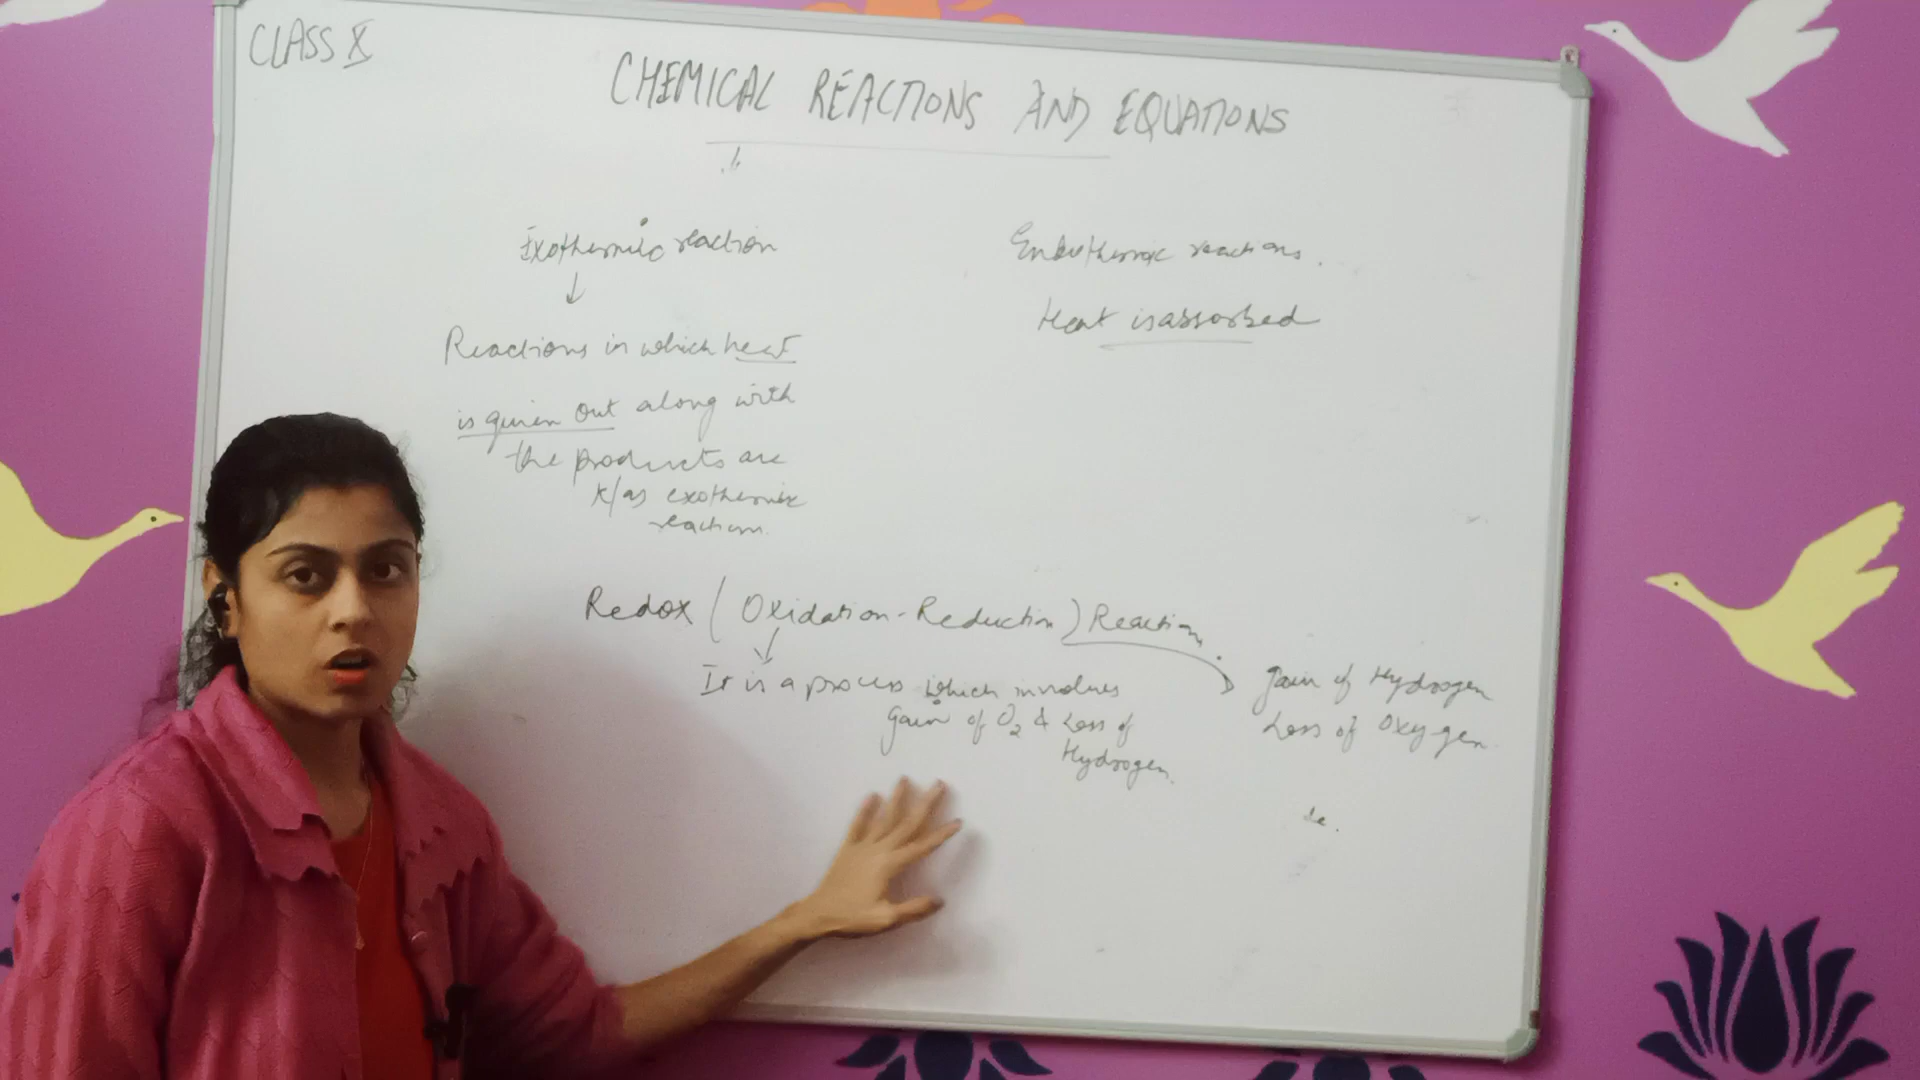 CLASS X
CHEMICAL REACTIONS AND EQUATIONS
Exothermic reaction
Reactions in which heat
is given out along with
the products are
k/as exothermic
reactions.
Endothermic reactions.
Heat is absorbed
Redox (Oxidation-Reduction) Reaction.
It is a process which involves
gain of O2 & Loss of
Hydrogen.
Gain of Hydrogen
Loss of Oxygen.